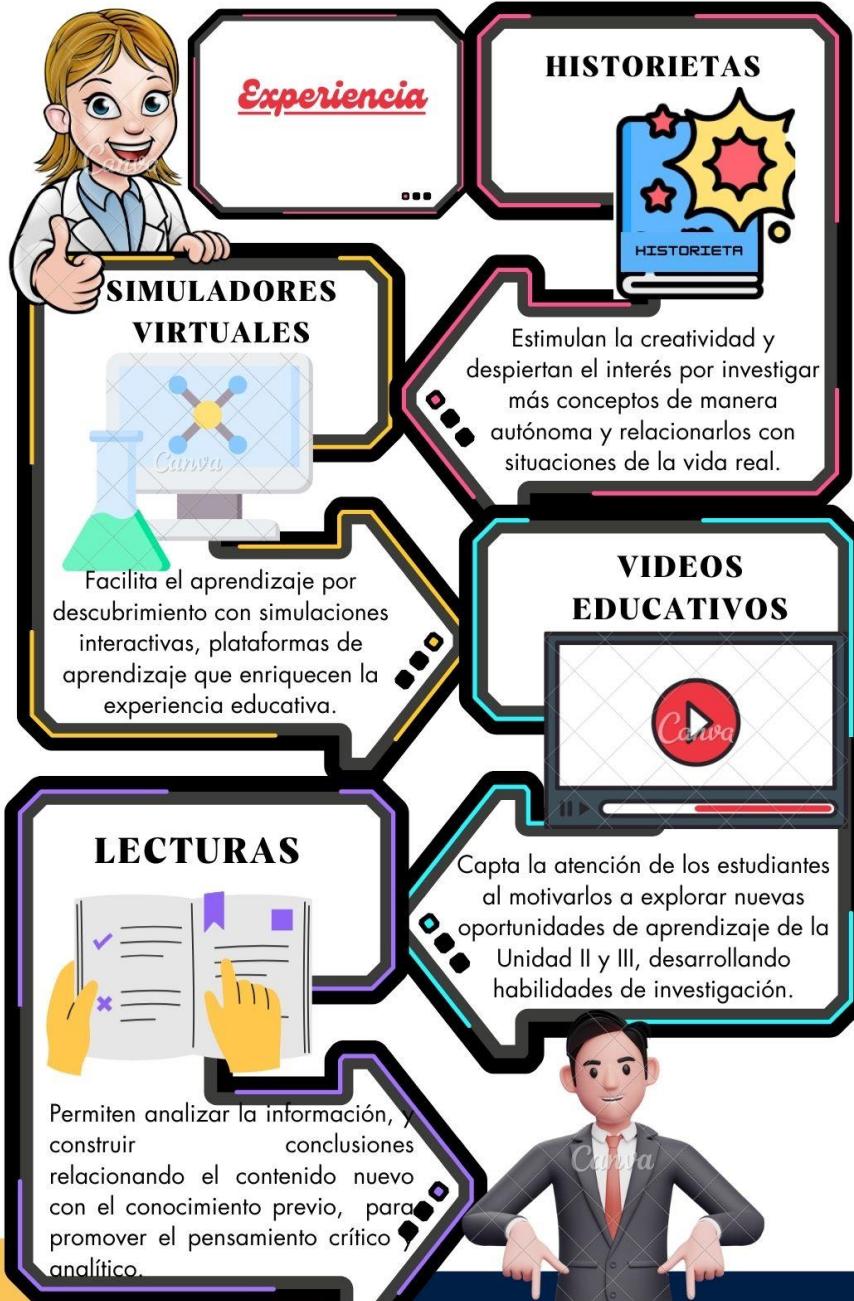 Experiencia
HISTORIETAS
HISTORIETA
Estimulan la creatividad y
despiertan el interés por investigar
más conceptos de manera
autónoma y relacionarlos con
situaciones de la vida real.
SIMULADORES
VIRTUALES
Canva
Canva
Facilita el aprendizaje por
descubrimiento con simulaciones
interactivas, plataformas de
aprendizaje que enriquecen la
experiencia educativa.
VIDEOS
EDUCATIVOS
Canva
Capta la atención de los estudiantes
al motivarlos a explorar nuevas
oportunidades de aprendizaje de la
Unidad II y III, desarrollando
habilidades de investigación.
LECTURAS
Permiten analizar la información, y
construir conclusiones
relacionando el contenido nuevo
con el conocimiento previo, para
promover el pensamiento crítico y
analítico.
Canva